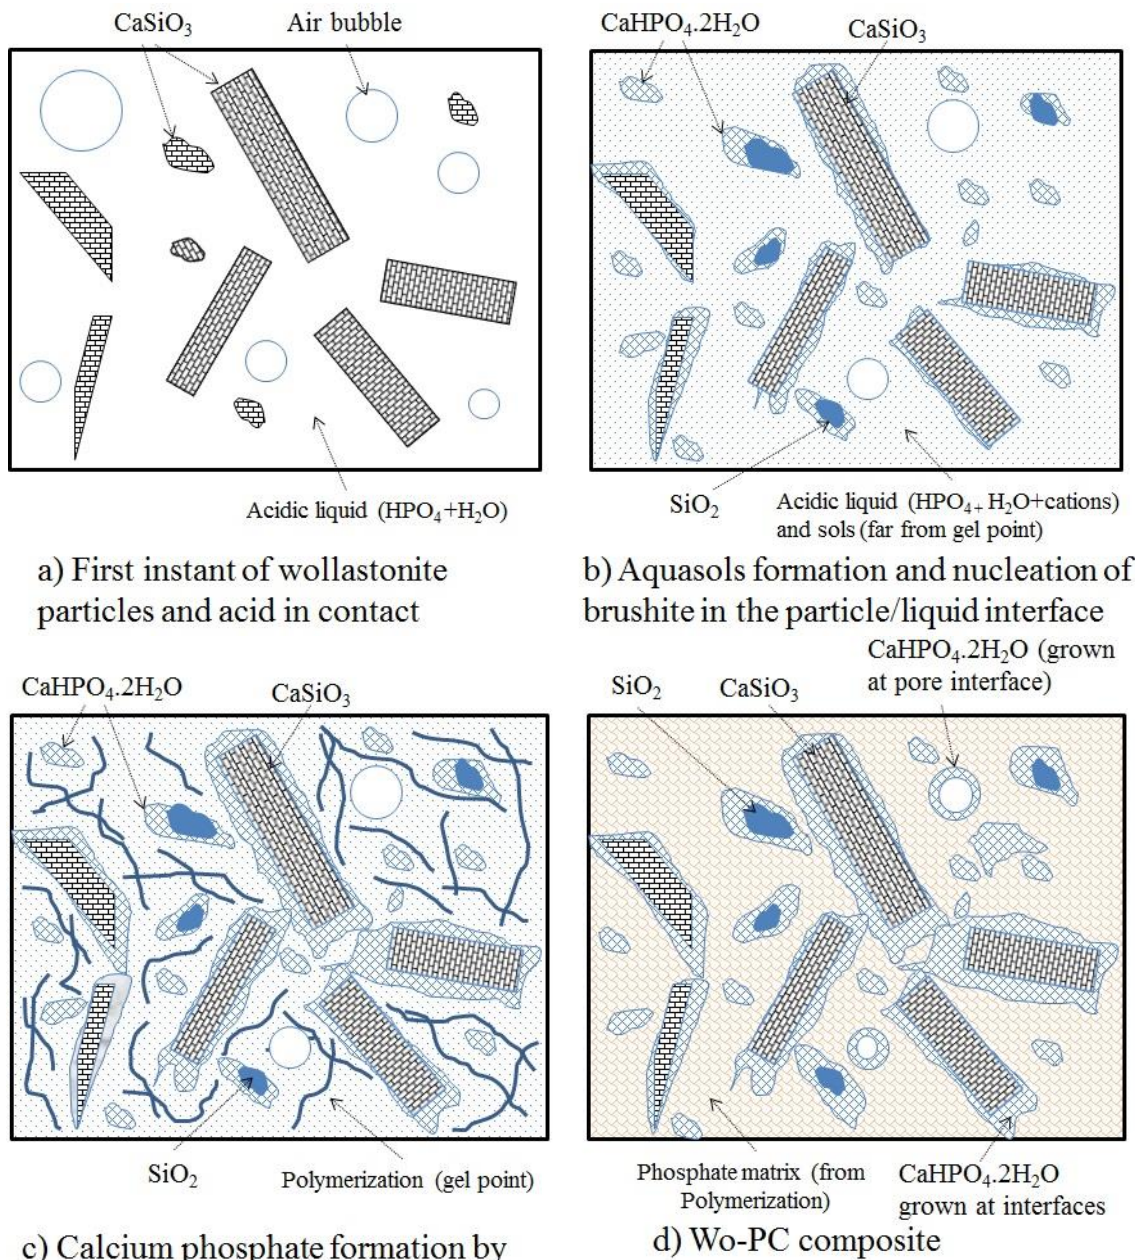 CaSiO₃
Air bubble
Acidic liquid (HPO₄+H₂O)
a) First instant of wollastonite
particles and acid in contact
CaHPO₄.2H₂O
CaSiO₃
SiO₂
Acidic liquid (HPO₄₊ H₂O+cations)
and sols (far from gel point)
b) Aquasols formation and nucleation of
brushite in the particle/liquid interface
CaHPO₄.2H₂O
CaSiO₃
SiO₂
Polymerization (gel point)
c) Calcium phosphate formation by
SiO₂
CaSiO₃
CaHPO₄.2H₂O (grown
at pore interface)
Phosphate matrix (from
Polymerization)
CaHPO₄.2H₂O
grown at interfaces
d) Wo-PC composite